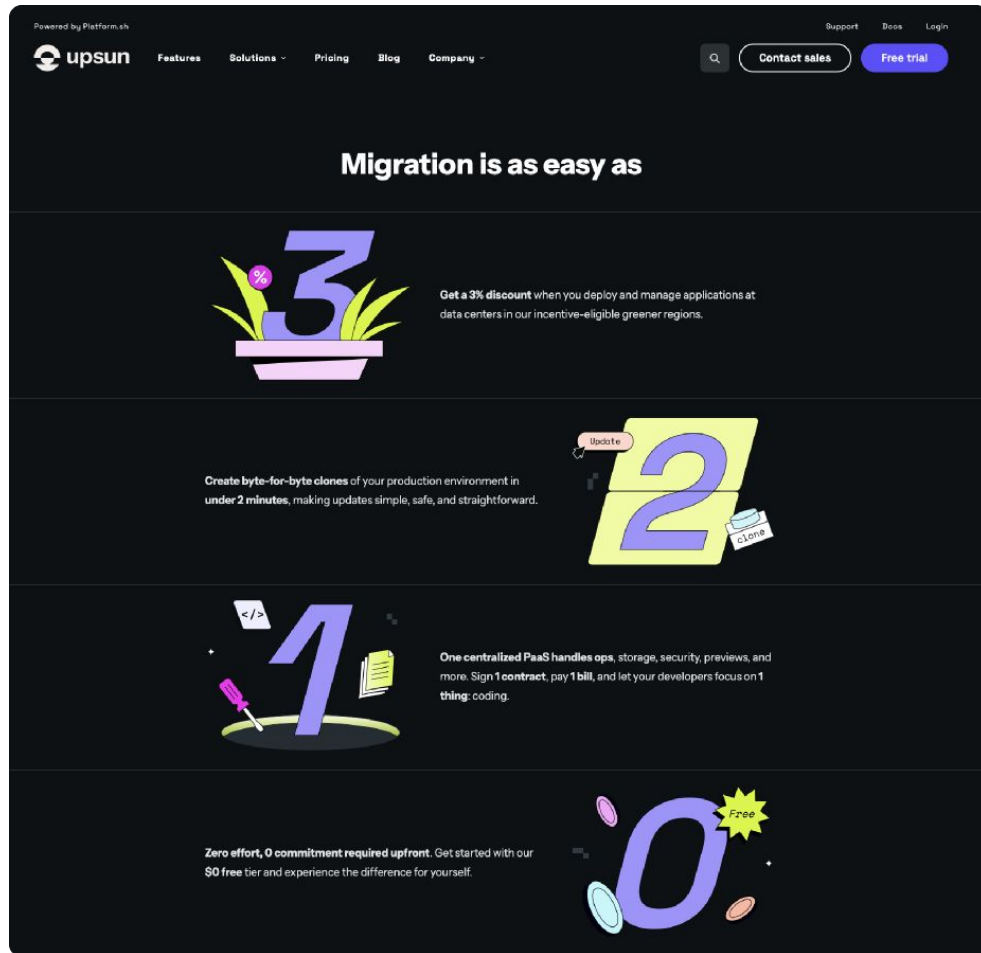 Powered by Platform.sh
Support Docs Login
upsun Features Solutions Pricing Blog Company
Contact sales Free trial
Migration is as easy as
3
%
Get a 3% discount when you deploy and manage applications at
data centers in our incentive-eligible greener regions.
Create byte-for-byte clones of your production environment in
under 2 minutes, making updates simple, safe, and straightforward.
Update
2
clone
</>
1
One centralized PaaS handles ops, storage, security, previews, and
more. Sign 1 contract, pay 1 bill, and let your developers focus on 1
thing: coding.
Zero effort, 0 commitment required upfront. Get started with our
$0 free tier and experience the difference for yourself.
0
Free